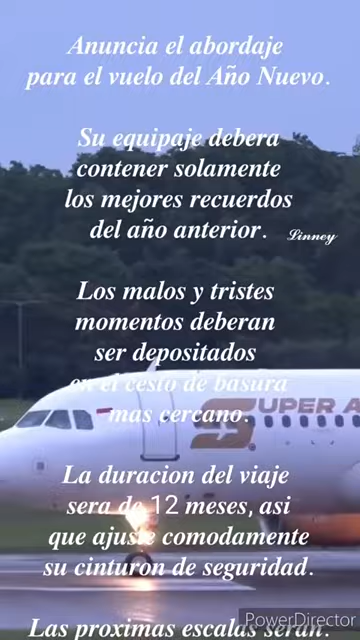 Anuncia el abordaje
para el vuelo del Año Nuevo.
Su equipaje debera
contener solamente
los mejores recuerdos
del año anterior.
Linney
Los malos y tristes
momentos deberan
ser depositados
en el cesto de basura
mas cercano.
SUPER A
La duracion del viaje
sera de 12 meses, asi
que ajuste comodamente
su cinturon de seguridad.
PowerDirector
Las proximas escalas seran: